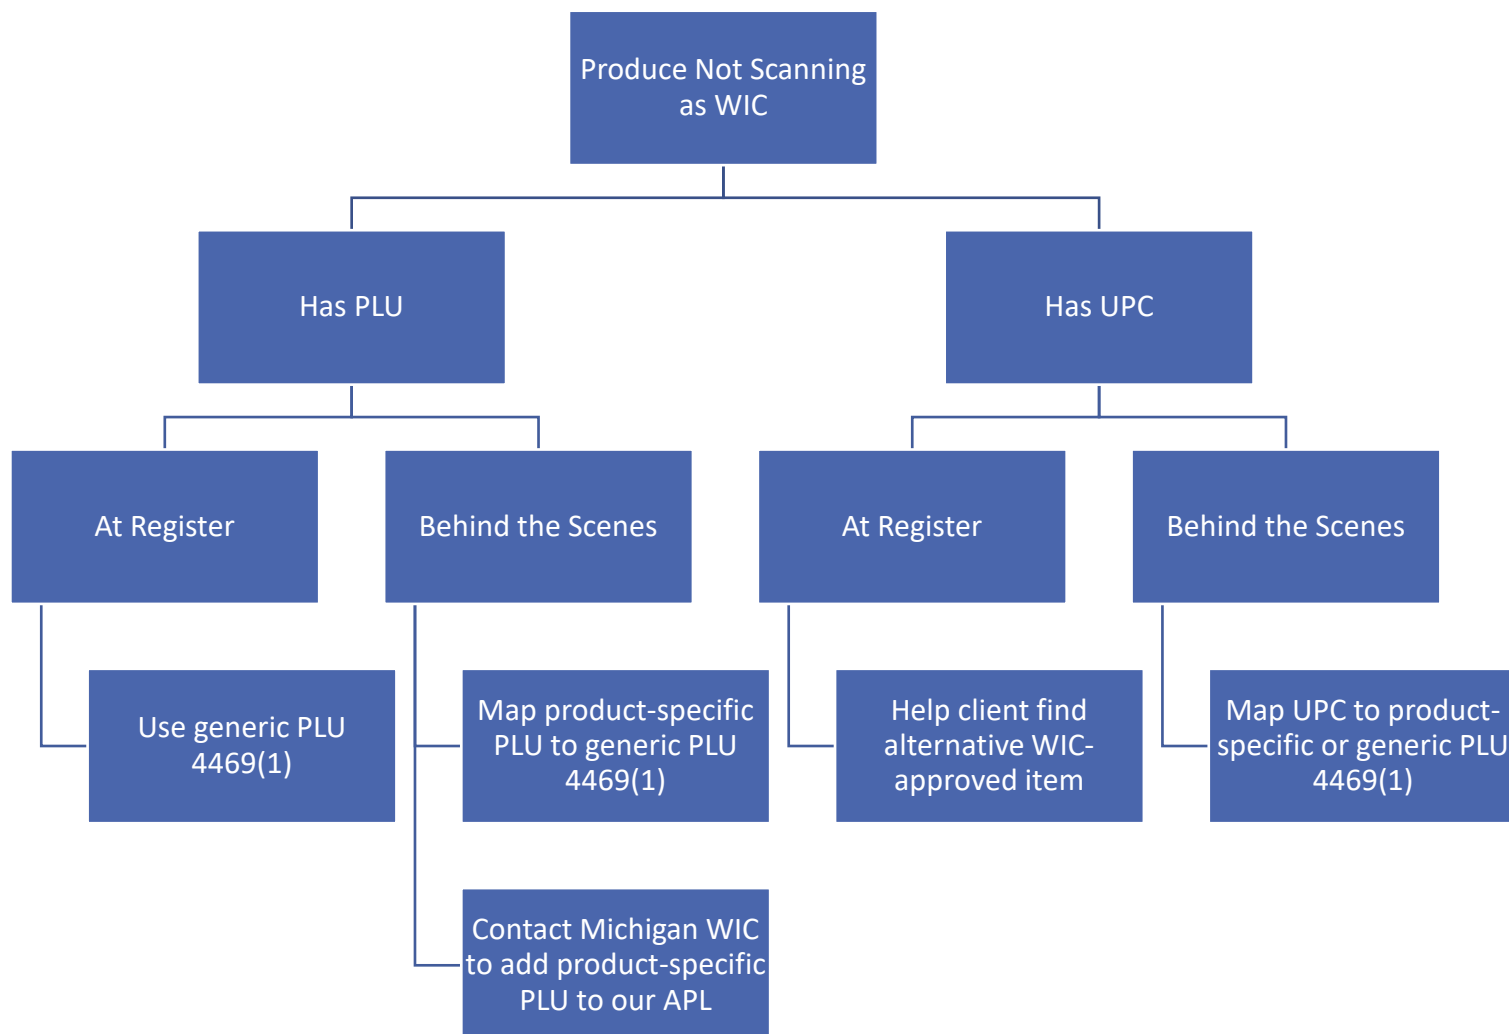 Produce Not Scanning
as WIC
Has PLU
Has UPC
At Register
Behind the Scenes
At Register
Behind the Scenes
Use generic PLU
4469(1)
Map product-specific
PLU to generic PLU
4469(1)
Help client find
alternative WIC-
approved item
Map UPC to product-
specific or generic PLU
4469(1)
Contact Michigan WIC
to add product-specific
PLU to our APL